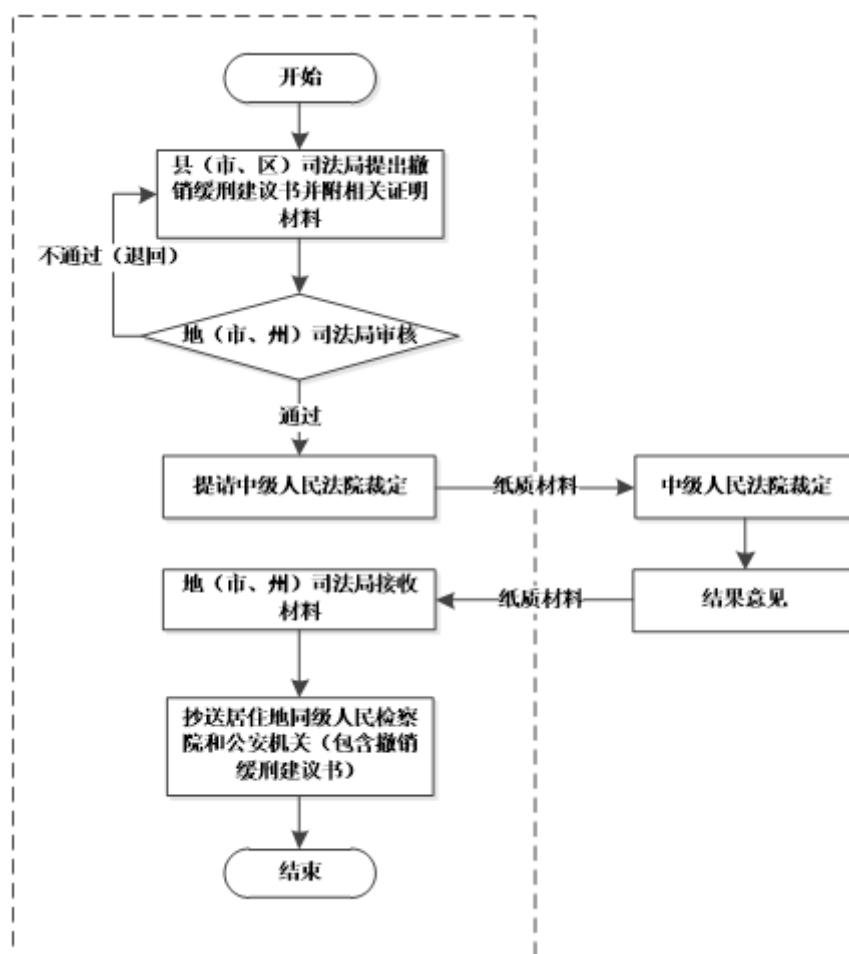 开始
县（市、区）司法局提出撤
销缓刑建议书并附相关证明
材料
不通过（退回）
地（市、州）司法局审核
通过
提请中级人民法院裁定
纸质材料
中级人民法院裁定
地（市、州）司法局接收
材料
纸质材料
结果意见
抄送居住地同级人民检察
院和公安机关（包含撤销
缓刑建议书）
结束